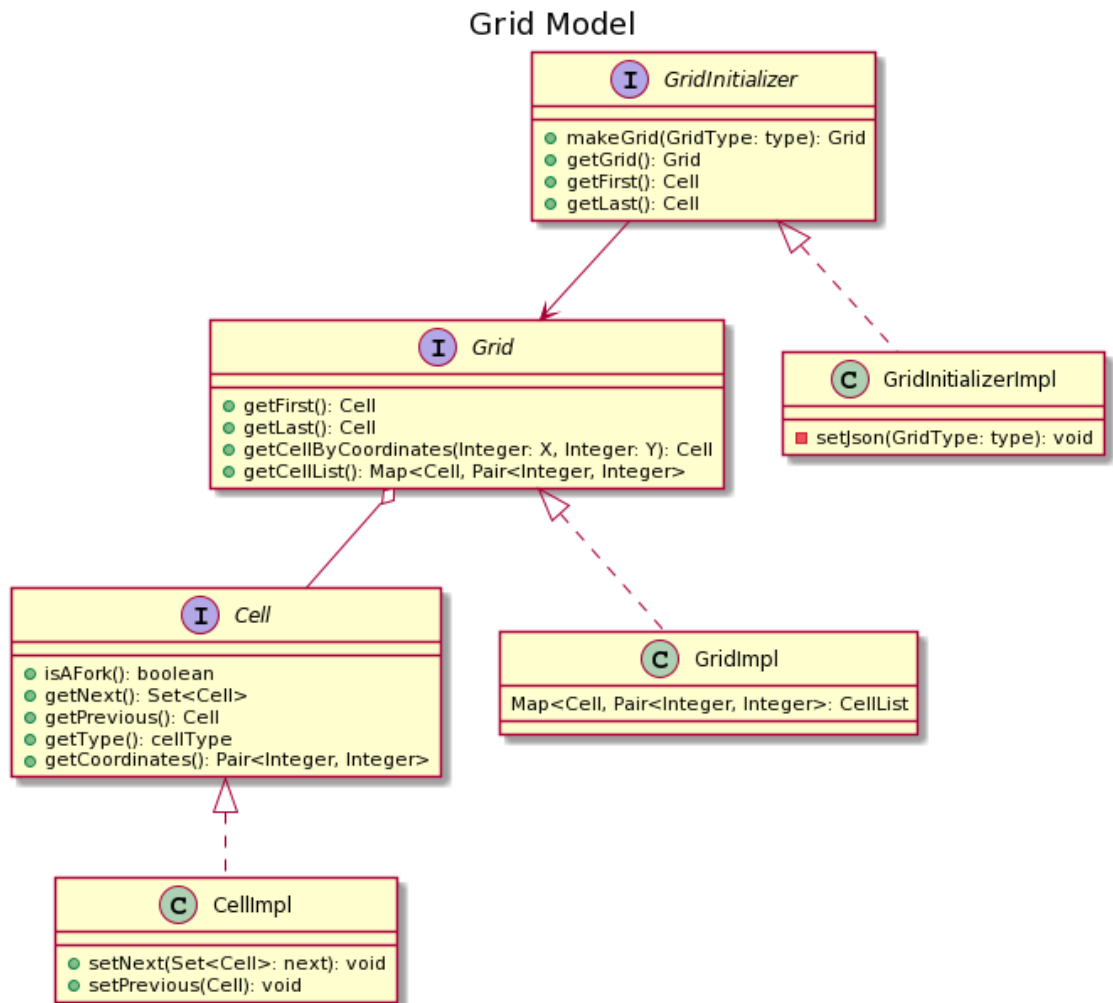 Grid Model
I GridInitializer
makeGrid(GridType: type): Grid
getGrid(): Grid
getFirst(): Cell
getLast(): Cell
I Grid
getFirst(): Cell
getLast(): Cell
getCellByCoordinates(Integer: X, Integer: Y): Cell
getCellList(): Map<Cell, Pair<Integer, Integer>
C GridInitializerImpl
setJson(GridType: type): void
I Cell
isAFork(): boolean
getNext(): Set<Cell>
getPrevious(): Cell
getType(): cellType
getCoordinates(): Pair<Integer, Integer>
C GridImpl
Map<Cell, Pair<Integer, Integer>: CellList
C CellImpl
setNext(Set<Cell>: next): void
setPrevious(Cell): void